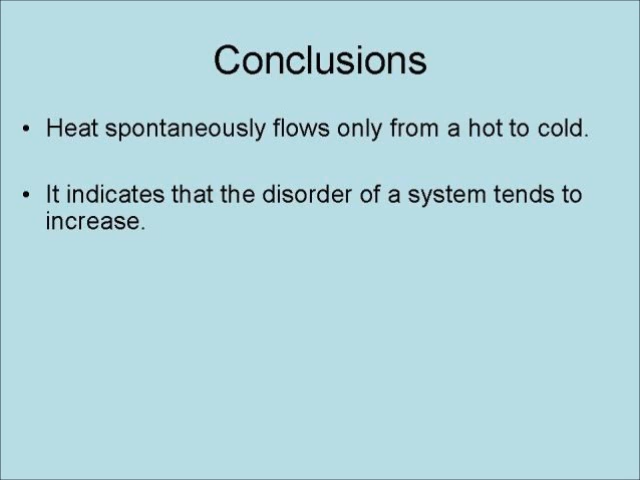 Conclusions
• Heat spontaneously flows only from a hot to cold.
• It indicates that the disorder of a system tends to
increase.